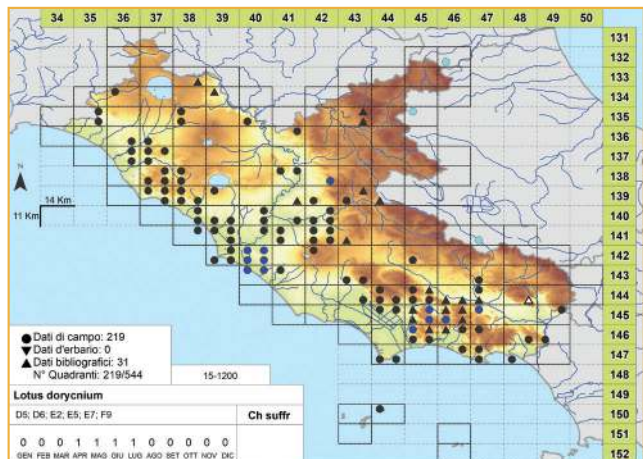 34 35 36 37 38 39 40 41 42 43 44 45 46 47 48 49 50
131
132
133
134
135
136
137
138
139
140
141
142
143
144
145
146
147
148
149
150
151
152
N
14 Km
11 Km
Dati di campo: 219
Dati d'erbario: 0
Dati bibliografici: 31
N° Quadranti: 219/544
15-1200
Lotus dorycnium
D5; D6; E2; E5; E7; F9
Ch suffr
0 0 0 1 1 1 1 0 0 0 0 0
GEN FEB MAR APR MAG GIU LUG AGO SET OTT NOV DIC